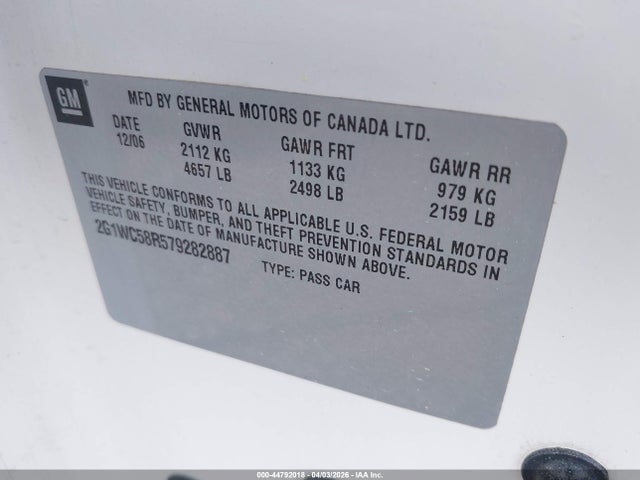 GM
MFD BY GENERAL MOTORS OF CANADA LTD.
DATE GVWR GAWR FRT GAWR RR
12/06 2112 KG 1133 KG 979 KG
4657 LB 2498 LB 2159 LB
THIS VEHICLE CONFORMS TO ALL APPLICABLE U.S. FEDERAL MOTOR
VEHICLE SAFETY, BUMPER, AND THEFT PREVENTION STANDARDS IN
EFFECT ON THE DATE OF MANUFACTURE SHOWN ABOVE.
2G1WC58R579282887 TYPE: PASS CAR
000-44792018 - 04/03/2026 - IAA Inc.